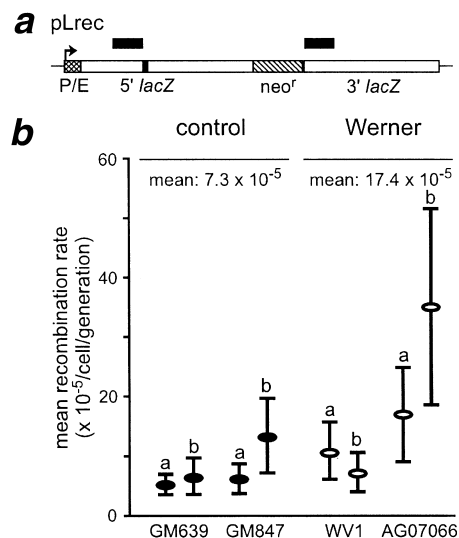 a
pLrec
P/E 5' lacZ neoʳ 3' lacZ
b
control Werner
mean: 7.3 x 10⁻⁵ mean: 17.4 x 10⁻⁵
mean recombination rate
(x 10⁻⁵/cell/generation)
60
40
20
0
a b a b a b a b
GM639 GM847 WV1 AG07066